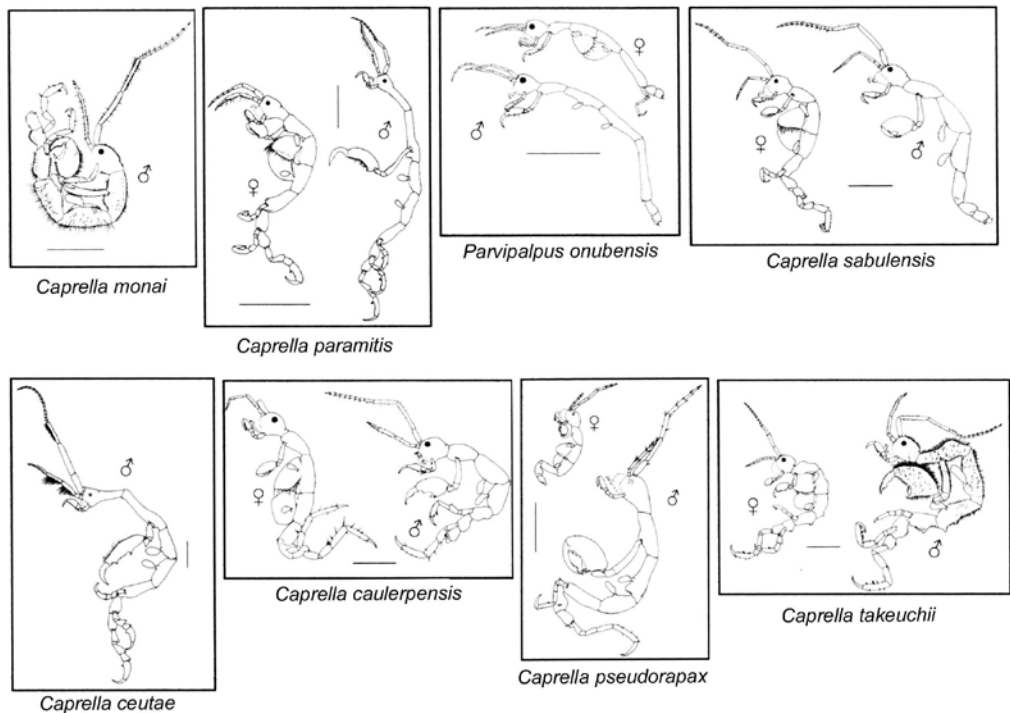 ♂
Caprella monai
♀
♂
Caprella paramitis
♀
♂
Parvipalpus onubensis
♀
♂
Caprella sabulensis
♂
Caprella ceutae
♀
♂
Caprella caulerpensis
♀
♂
Caprella pseudorapax
♀
♂
Caprella takeuchii